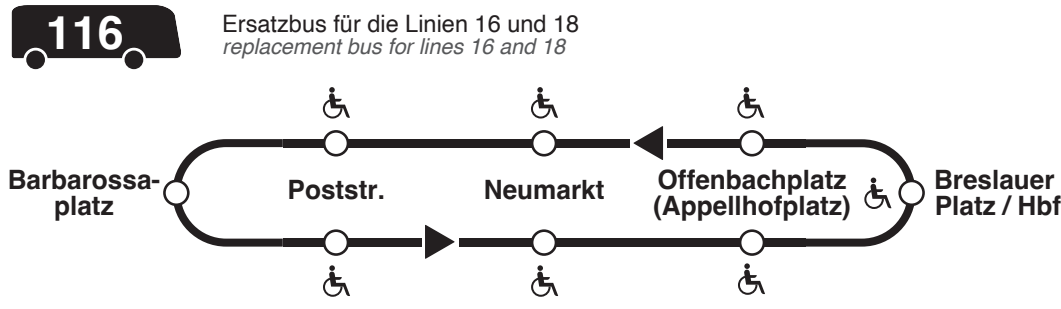 116
Ersatzbus für die Linien 16 und 18
replacement bus for lines 16 and 18
Barbarossa-
platz
Poststr.
Neumarkt
Offenbachplatz
(Appellhofplatz)
Breslauer
Platz / Hbf